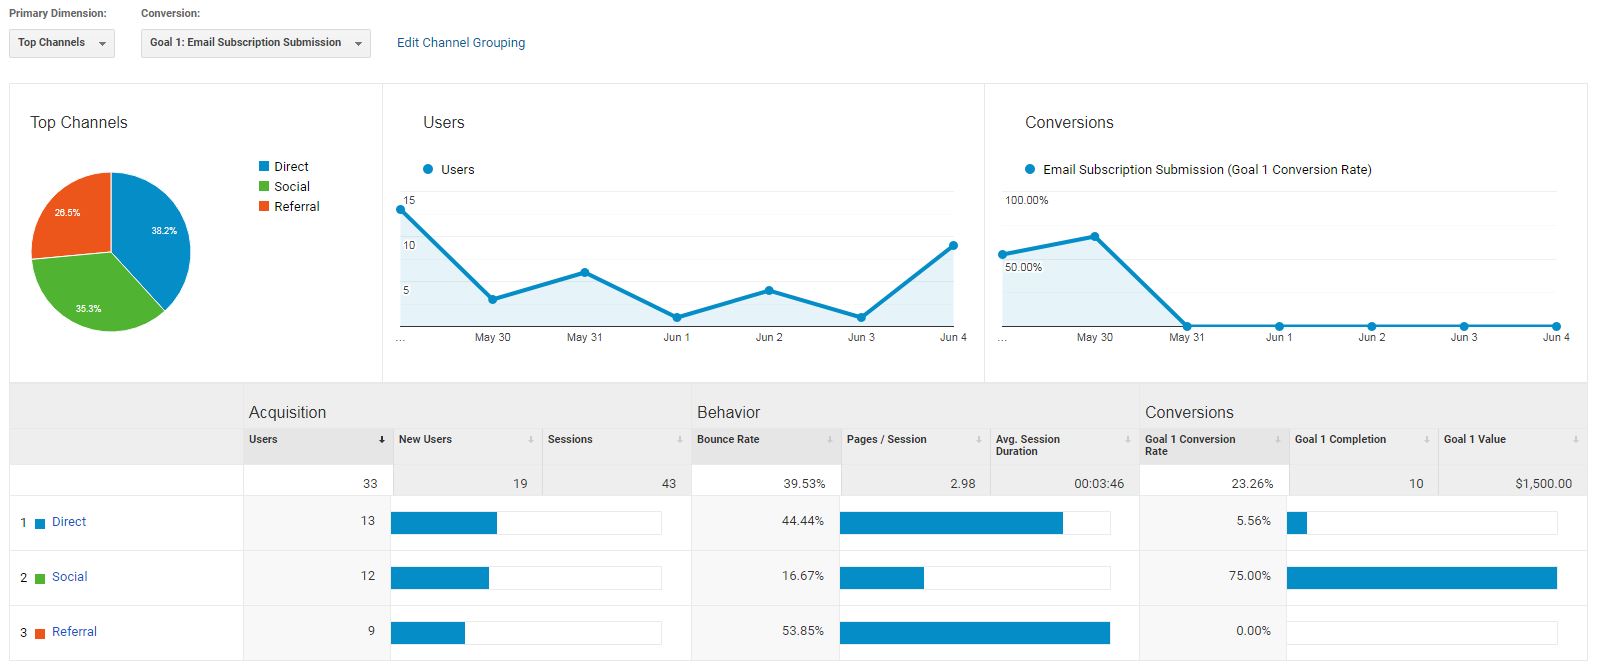 Primary Dimension:
Conversion:
Top Channels
Goal 1: Email Subscription Submission
Edit Channel Grouping
Top Channels
Direct
Social
Referral
38.2%
35.3%
26.5%
Users
Users
15
10
5
...
May 30
May 31
Jun 1
Jun 2
Jun 3
Jun 4
Conversions
Email Subscription Submission (Goal 1 Conversion Rate)
100.00%
50.00%
...
May 30
May 31
Jun 1
Jun 2
Jun 3
Jun 4
Acquisition
Behavior
Conversions
Users
New Users
Sessions
Bounce Rate
Pages / Session
Avg. Session
Duration
Goal 1 Conversion
Rate
Goal 1 Completion
Goal 1 Value
33
19
43
39.53%
2.98
00:03:46
23.26%
10
$1,500.00
1 Direct
13
44.44%
5.56%
2 Social
12
16.67%
75.00%
3 Referral
9
53.85%
0.00%